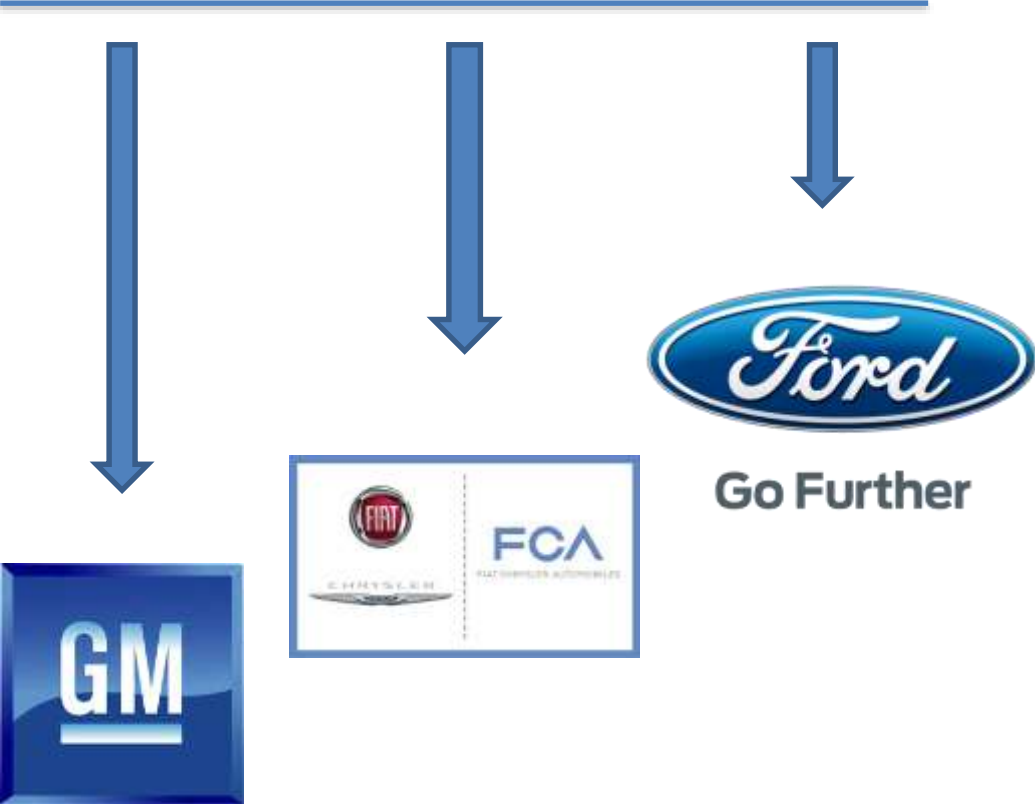 Ford
Go Further
FIAT
CHRYSLER
FCA
FIAT CHRYSLER AUTOMOBILES
GM